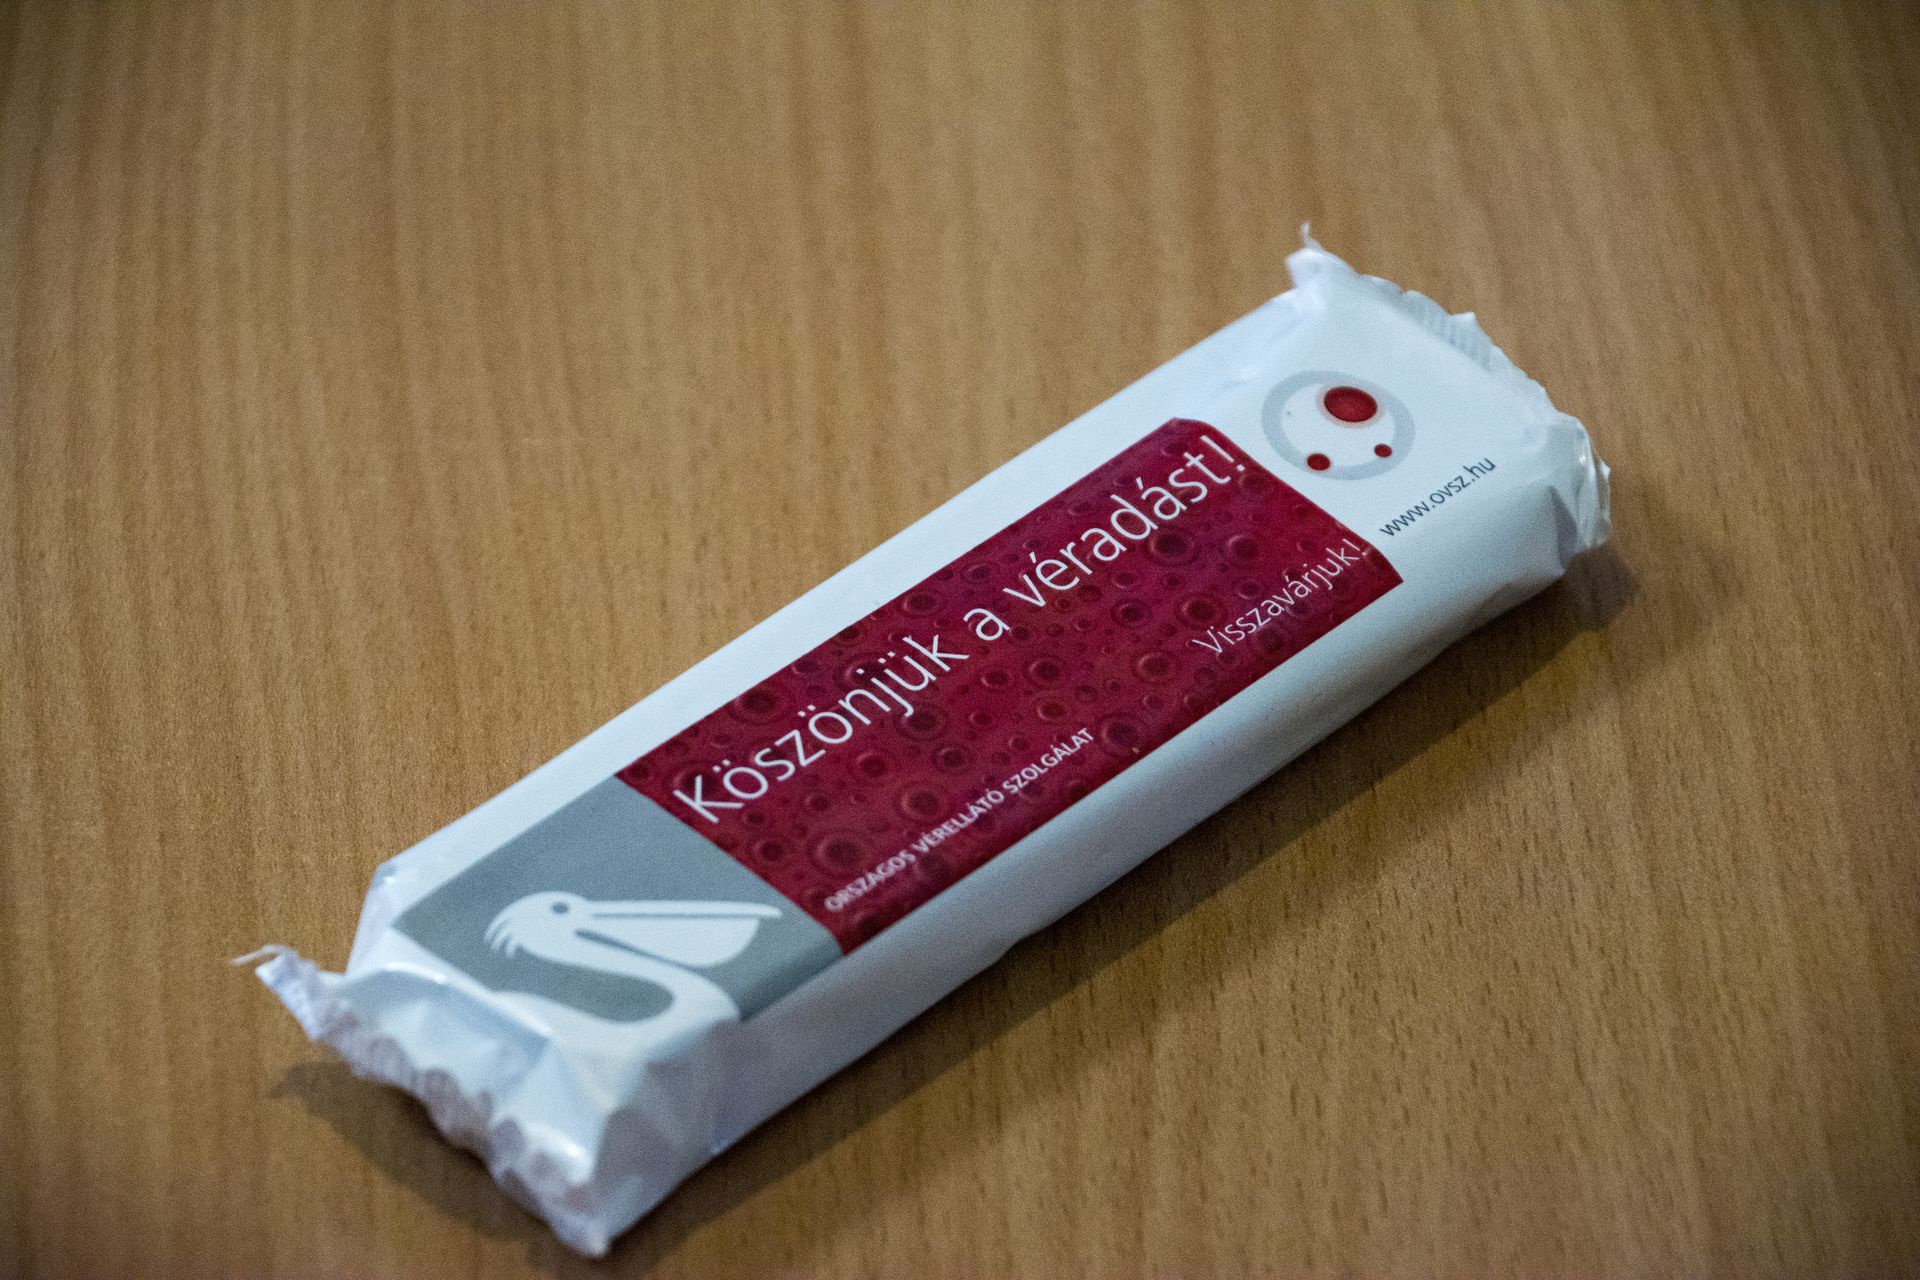 Köszönjük a véradást!
Visszavárjuk!
ORSZÁGOS VÉRELLÁTÓ SZOLGÁLAT
www.ovsz.hu